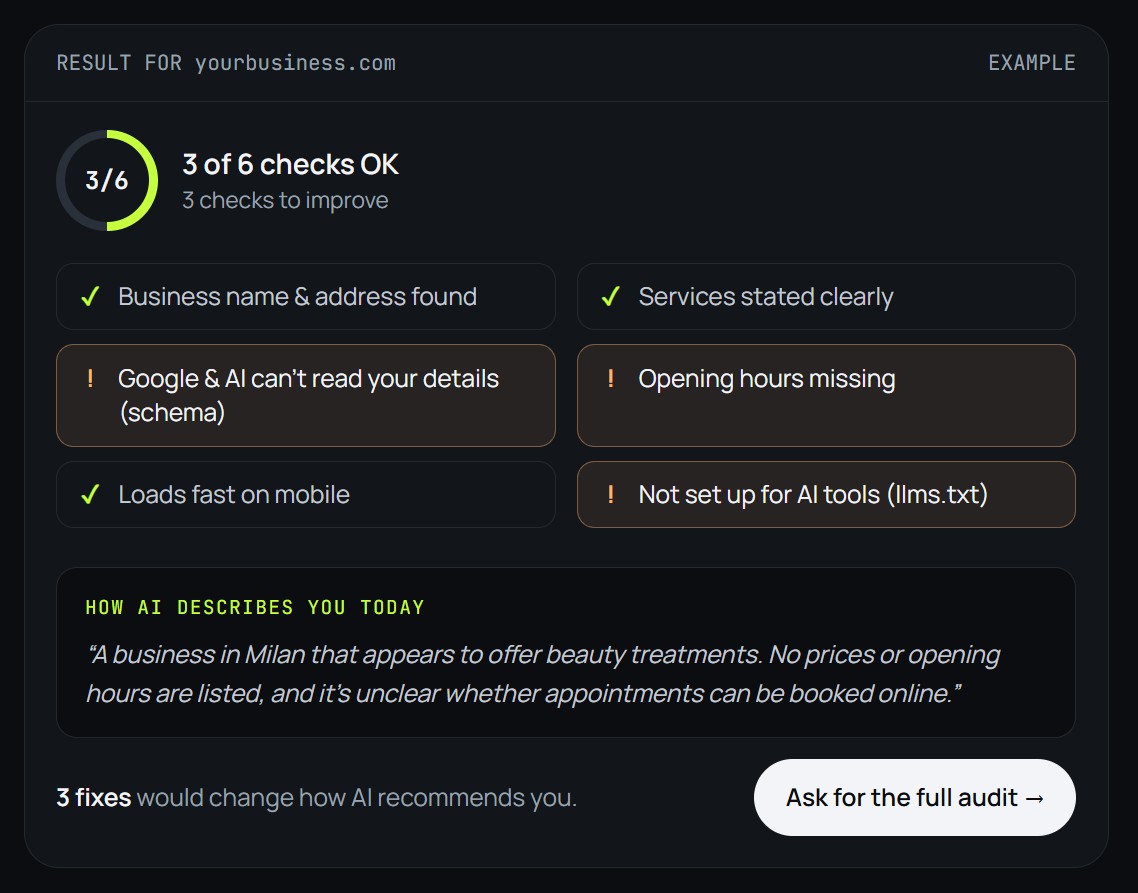 RESULT FOR yourbusiness.com
EXAMPLE
3/6
3 of 6 checks OK
3 checks to improve
✓ Business name & address found
✓ Services stated clearly
! Google & AI can't read your details
(schema)
! Opening hours missing
✓ Loads fast on mobile
! Not set up for AI tools (llms.txt)
HOW AI DESCRIBES YOU TODAY
“A business in Milan that appears to offer beauty treatments. No prices or opening
hours are listed, and it's unclear whether appointments can be booked online.”
3 fixes would change how AI recommends you.
Ask for the full audit →